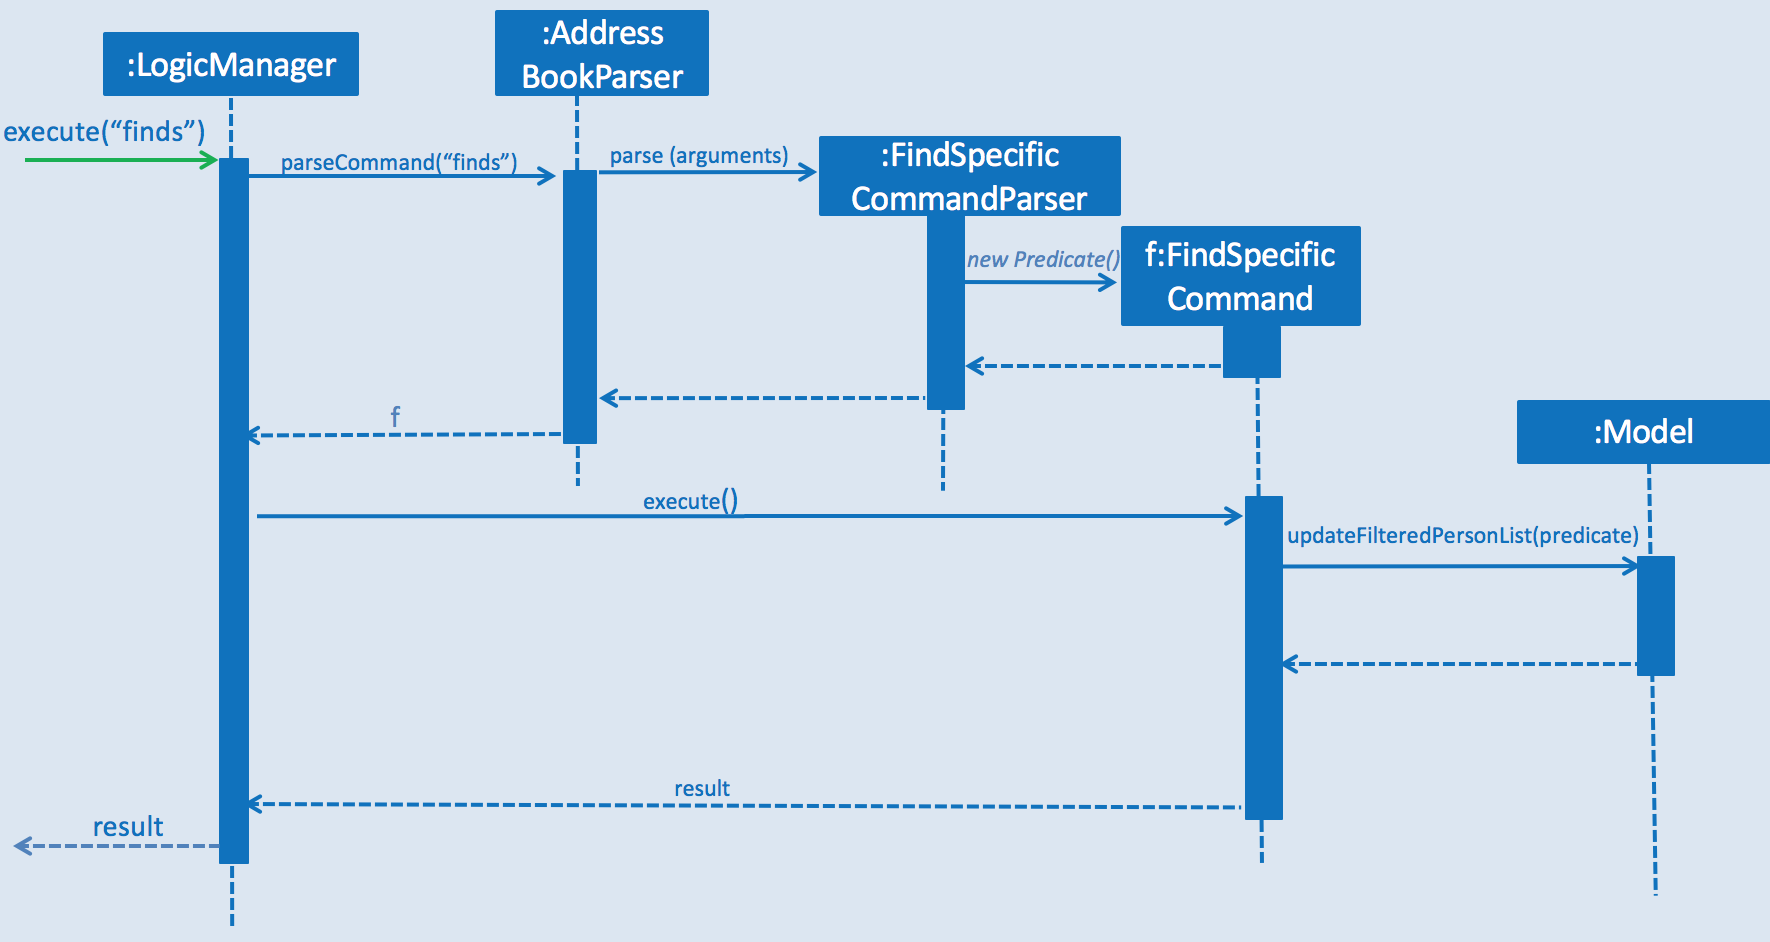 :LogicManager
:Address
BookParser
execute(“finds”)
parseCommand(“finds”)
parse (arguments)
:FindSpecific
CommandParser
new Predicate()
f:FindSpecific
Command
f
:Model
execute()
updateFilteredPersonList(predicate)
result
result